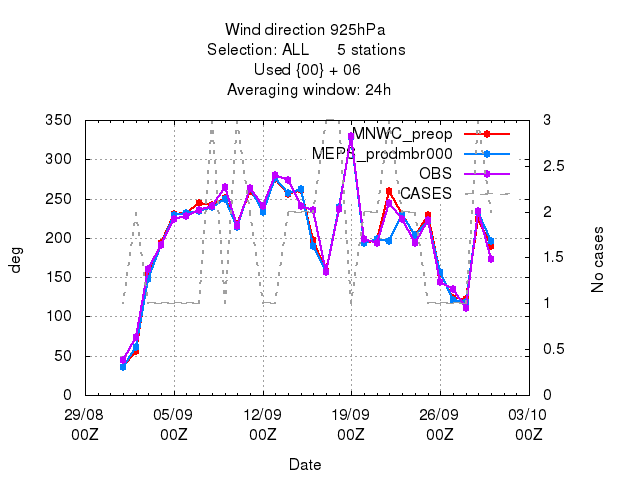 Wind direction 925hPa
Selection: ALL 5 stations
Used {00} + 06
Averaging window: 24h
MNWC_preop
MEPS_prodmbr000
OBS
CASES
350
300
250
200
150
100
50
0
deg
3
2.5
2
1.5
1
0.5
0
No cases
29/08 05/09 12/09 19/09 26/09 03/10
00Z 00Z 00Z 00Z 00Z 00Z
Date